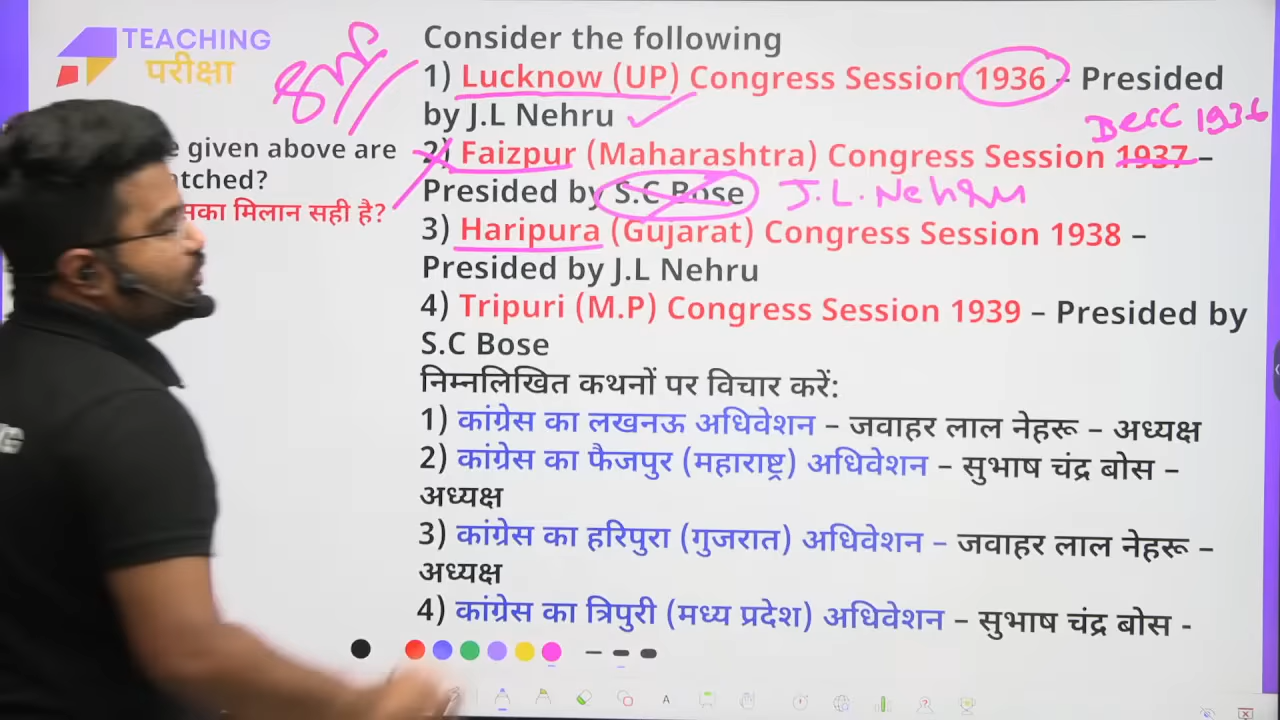 TEACHING
परीक्षा
e given above are
atched?
सका मिलान सही है?
Consider the following
1) Lucknow (UP) Congress Session 1936 – Presided
by J.L Nehru
Decc 1936
2) Faizpur (Maharashtra) Congress Session 1937 –
Presided by S.C Bose J.L.Nehru
3) Haripura (Gujarat) Congress Session 1938 –
Presided by J.L Nehru
4) Tripuri (M.P) Congress Session 1939 – Presided by
S.C Bose
निम्नलिखित कथनों पर विचार करें:
1) कांग्रेस का लखनऊ अधिवेशन – जवाहर लाल नेहरू – अध्यक्ष
2) कांग्रेस का फैजपुर (महाराष्ट्र) अधिवेशन – सुभाष चंद्र बोस –
अध्यक्ष
3) कांग्रेस का हरिपुरा (गुजरात) अधिवेशन – जवाहर लाल नेहरू –
अध्यक्ष
4) कांग्रेस का त्रिपुरी (मध्य प्रदेश) अधिवेशन – सुभाष चंद्र बोस -